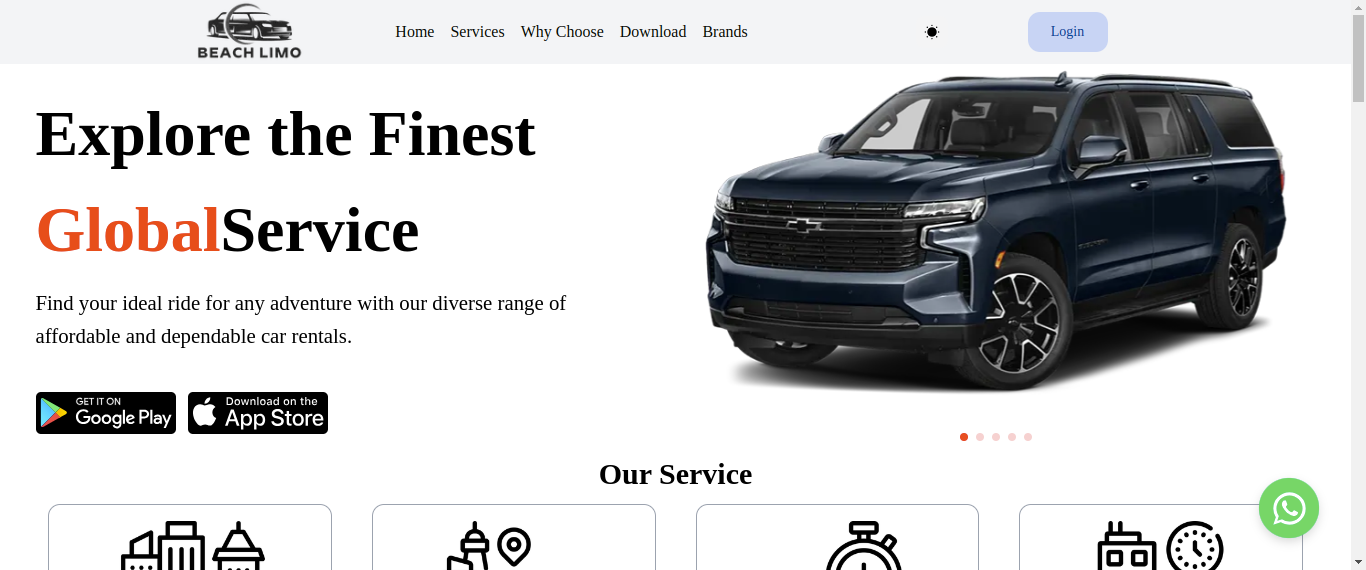 BEACH LIMO
Home Services Why Choose Download Brands
Login
Explore the Finest
GlobalService
Find your ideal ride for any adventure with our diverse range of
affordable and dependable car rentals.
GET IT ON
Google Play
Download on the
App Store
Our Service